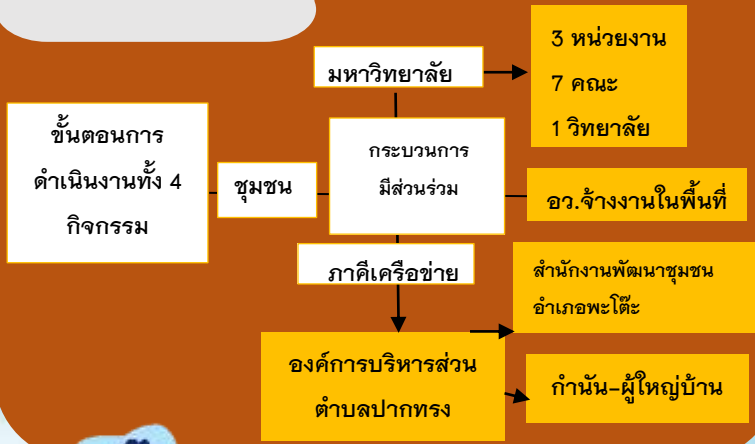 มหาวิทยาลัย
3 หน่วยงาน
7 คณะ
1 วิทยาลัย
ขั้นตอนการ
ดำเนินงานทั้ง 4
กิจกรรม
ชุมชน
กระบวนการ
มีส่วนร่วม
อว.จ้างงานในพื้นที่
ภาคีเครือข่าย
สำนักงานพัฒนาชุมชน
อำเภอพะโต๊ะ
องค์การบริหารส่วน
ตำบลปากทรง
กำนัน-ผู้ใหญ่บ้าน